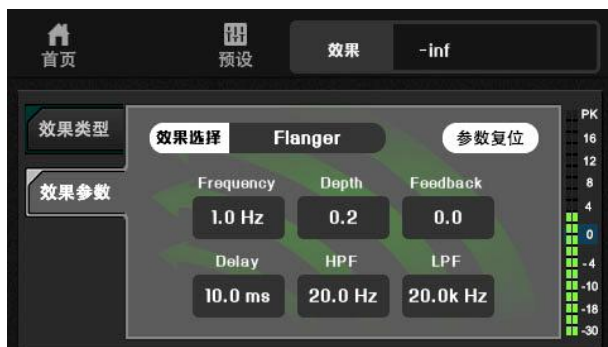 首页
预设
效果
-inf
效果类型
效果参数
效果选择
Flanger
参数复位
Frequency
Depth
Feedback
1.0 Hz
0.2
0.0
Delay
HPF
LPF
10.0 ms
20.0 Hz
20.0k Hz
PK
16
12
8
4
0
-4
-10
-18
-30